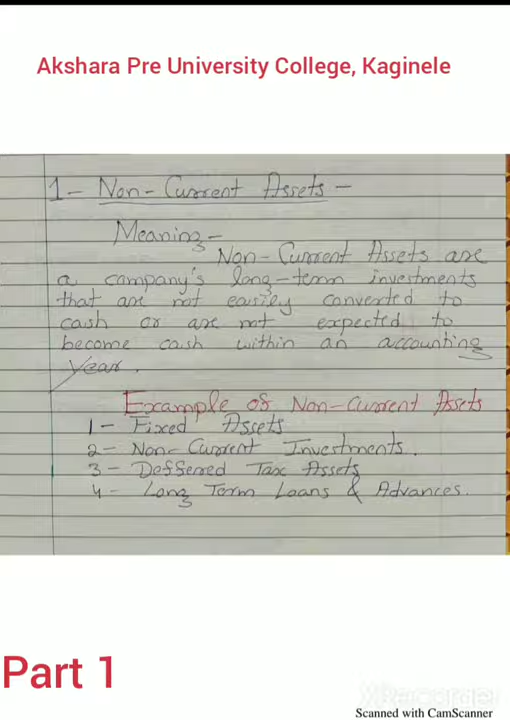 Akshara Pre University College, Kaginele
1- Non-Current Assets-
Meaning-
Non-Current Assets are
a company's long-term investments
that are not easily converted to
cash or are not expected to
become cash within an accounting
year.
Example of Non-Current Assets
1- Fixed Assets
2- Non-Current Investments.
3- Deffered Tax Assets
4- Long Term Loans & Advances.
Part 1
XRecorder
Scanned with CamScanner